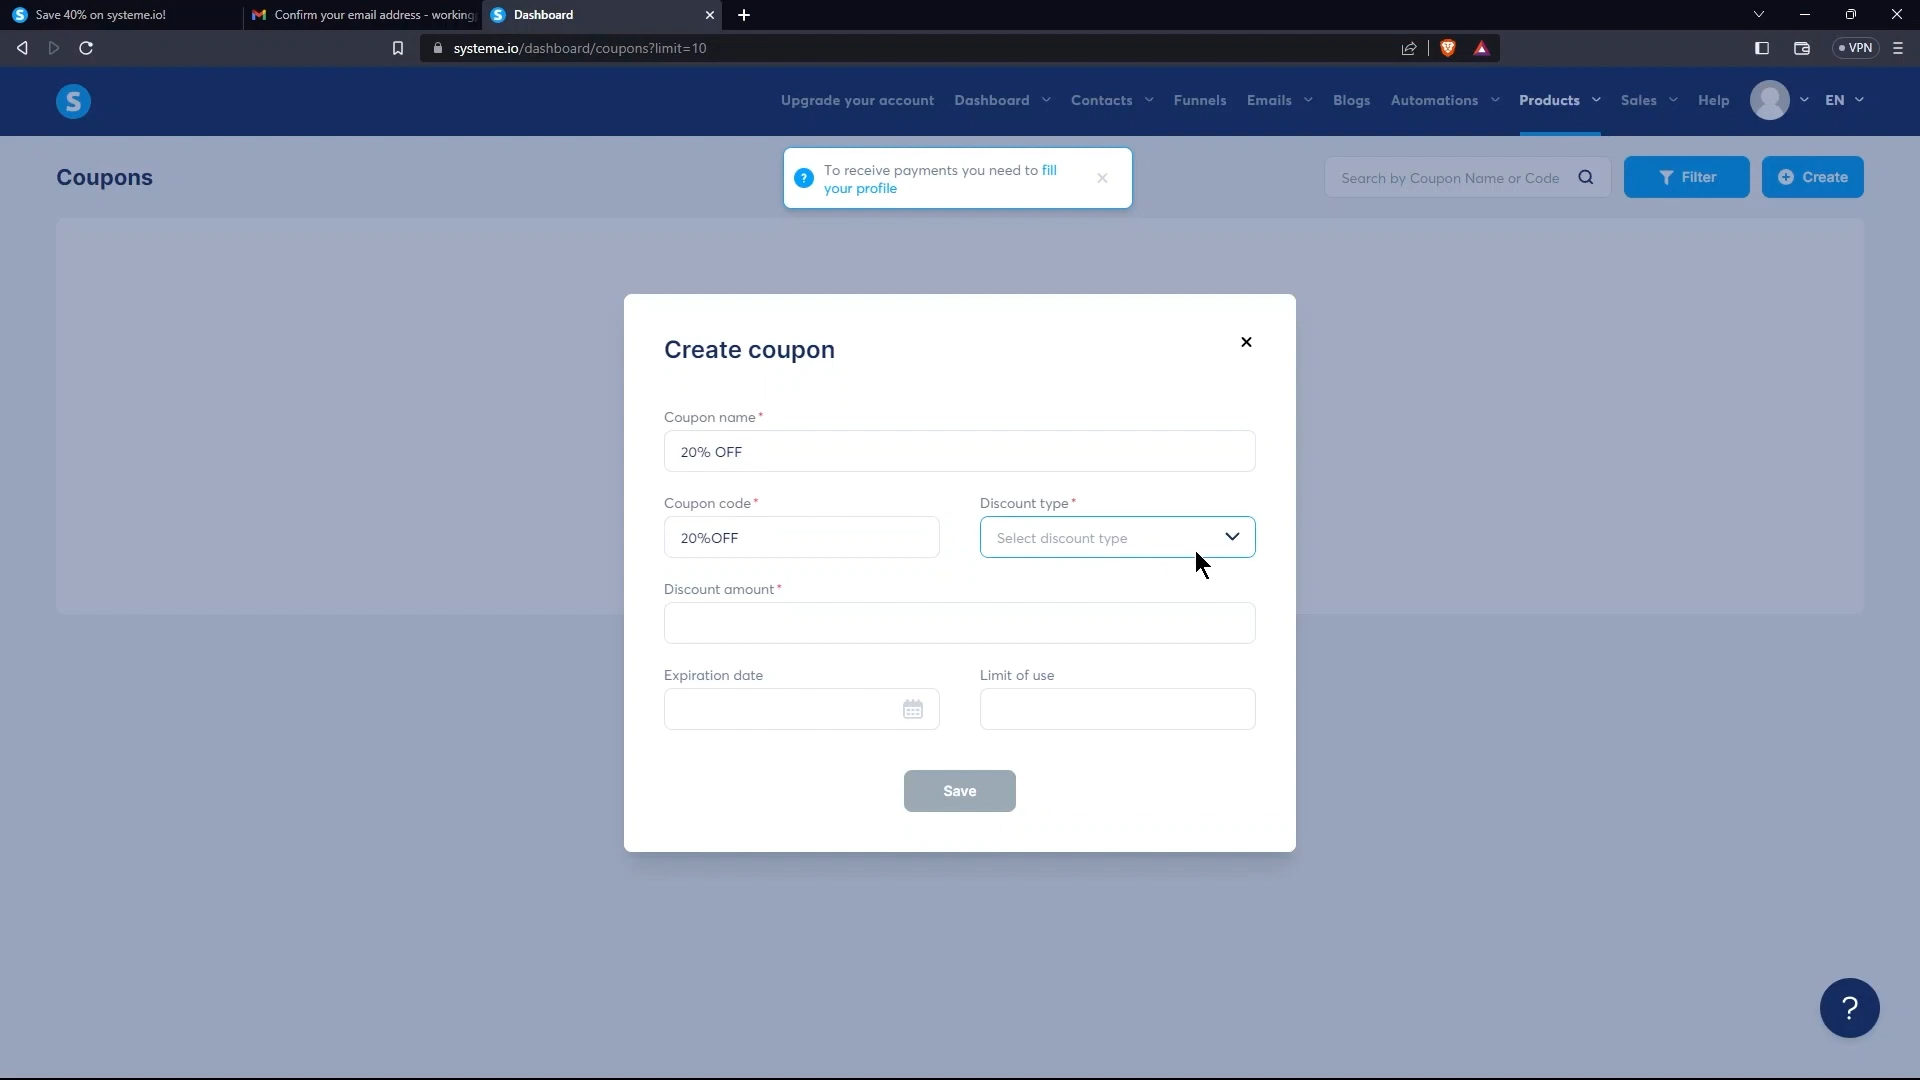 Save 40% on systeme.io!
Confirm your email address - working
Dashboard
systeme.io/dashboard/coupons?limit=10
VPN
S
Upgrade your account
Dashboard
Contacts
Funnels
Emails
Blogs
Automations
Products
Sales
Help
EN
Coupons
To receive payments you need to fill
your profile
Search by Coupon Name or Code
Filter
Create
Create coupon
Coupon name*
20% OFF
Coupon code*
Discount type*
20%OFF
Select discount type
Discount amount*
Expiration date
Limit of use
Save
?